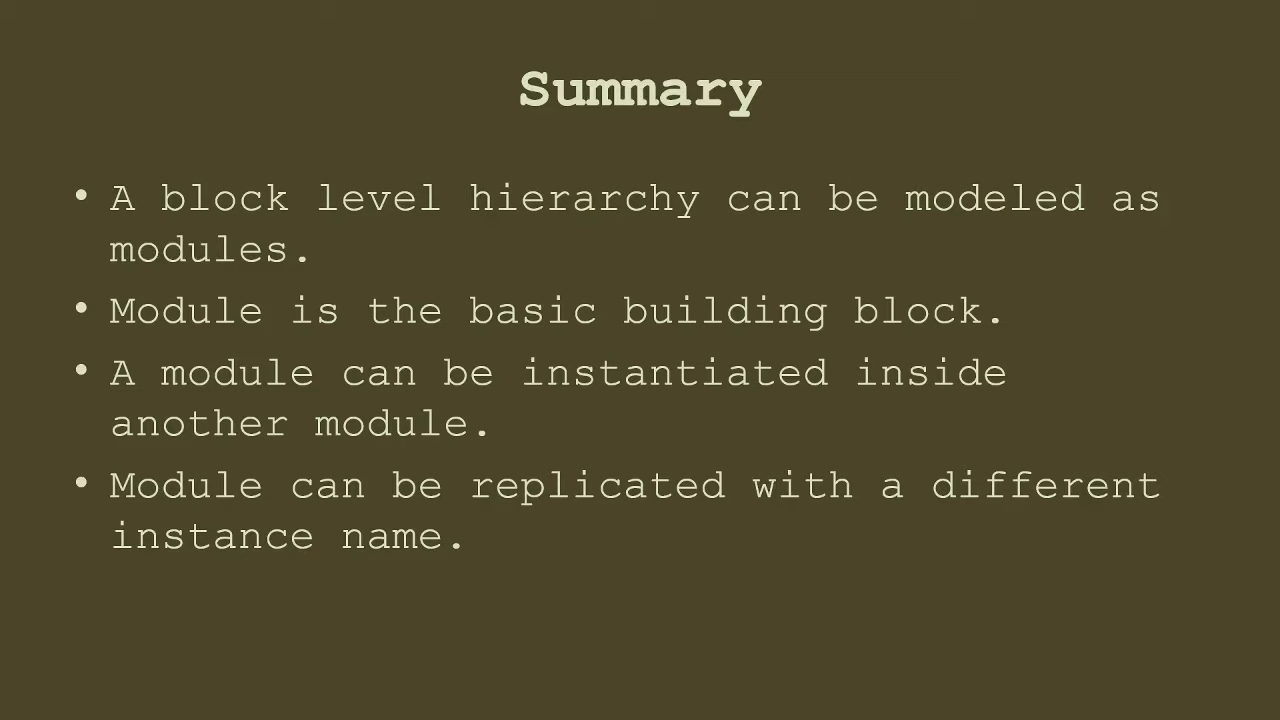 Summary
• A block level hierarchy can be modeled as
modules.
• Module is the basic building block.
• A module can be instantiated inside
another module.
• Module can be replicated with a different
instance name.